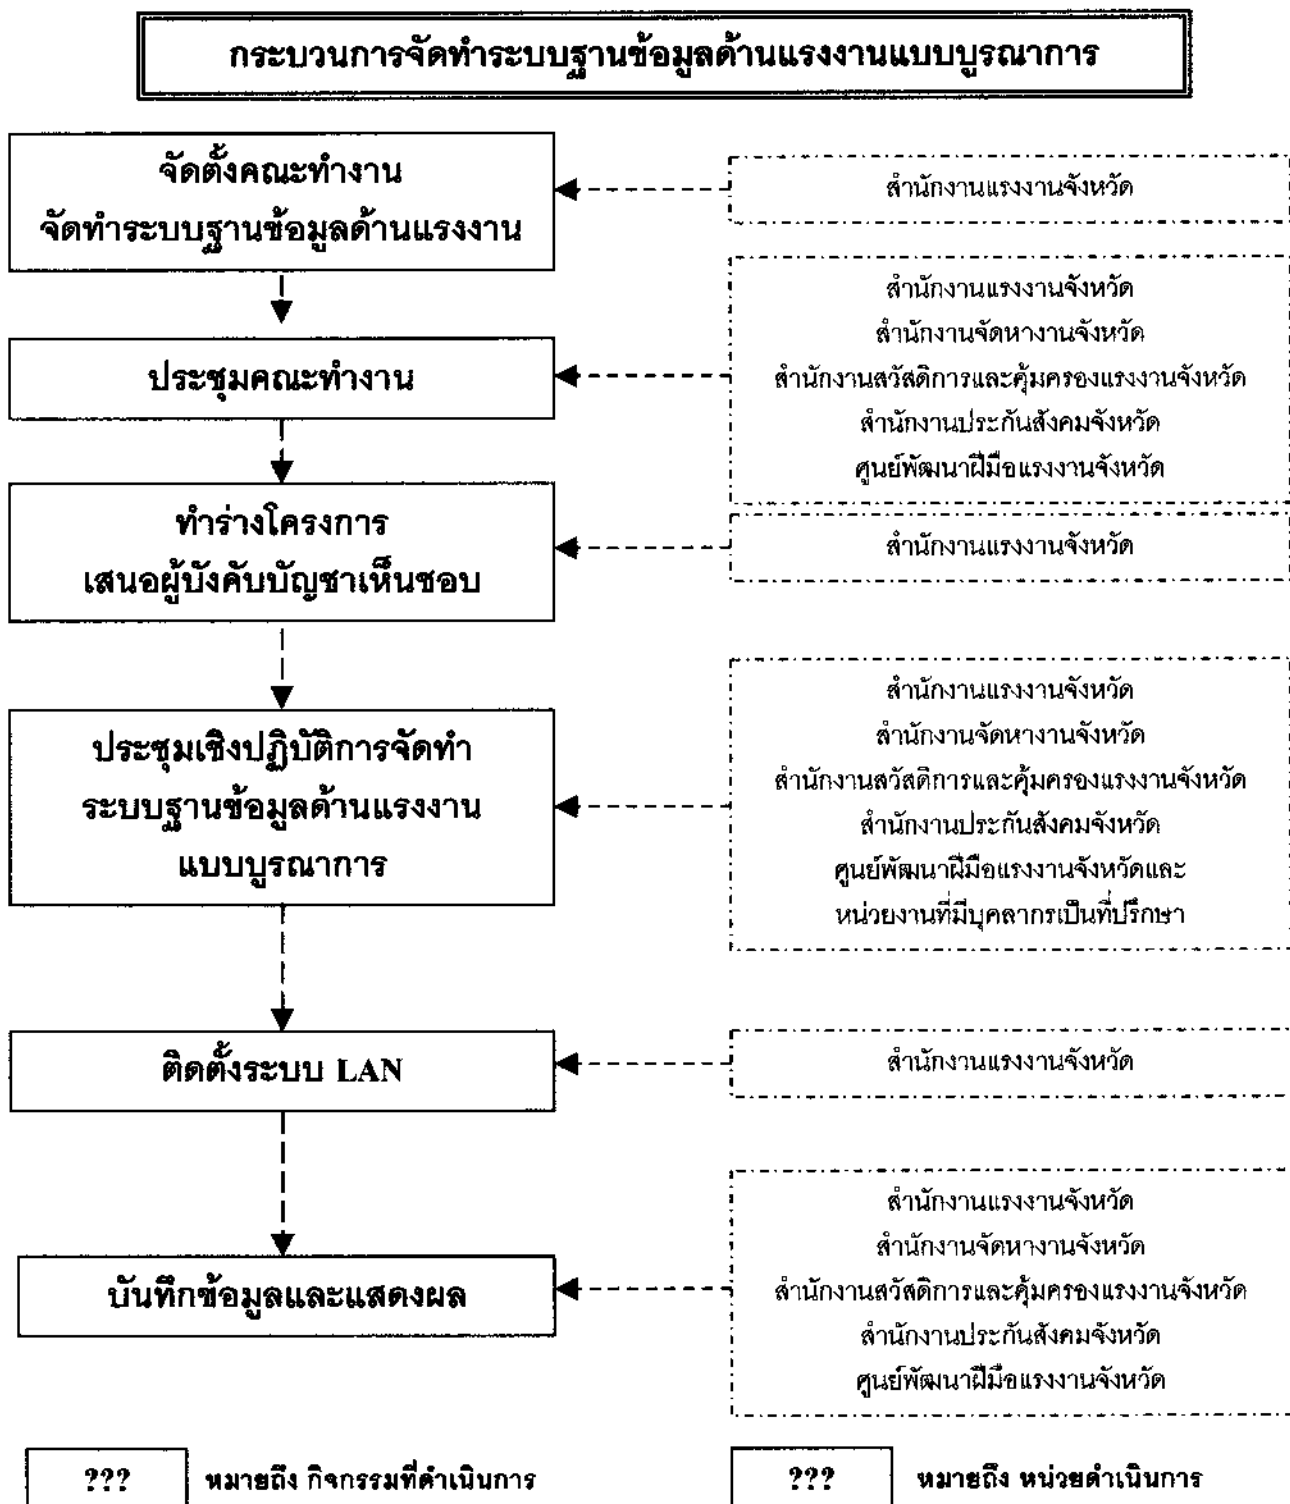 กระบวนการจัดทำระบบฐานข้อมูลด้านแรงงานแบบบูรณาการ
จัดตั้งคณะทำงาน
จัดทำระบบฐานข้อมูลด้านแรงงาน
สำนักงานแรงงานจังหวัด
ประชุมคณะทำงาน
สำนักงานแรงงานจังหวัด
สำนักงานจัดหางานจังหวัด
สำนักงานสวัสดิการและคุ้มครองแรงงานจังหวัด
สำนักงานประกันสังคมจังหวัด
ศูนย์พัฒนาฝีมือแรงงานจังหวัด
ทำร่างโครงการ
เสนอผู้บังคับบัญชาเห็นชอบ
สำนักงานแรงงานจังหวัด
ประชุมเชิงปฏิบัติการจัดทำ
ระบบฐานข้อมูลด้านแรงงาน
แบบบูรณาการ
สำนักงานแรงงานจังหวัด
สำนักงานจัดหางานจังหวัด
สำนักงานสวัสดิการและคุ้มครองแรงงานจังหวัด
สำนักงานประกันสังคมจังหวัด
ศูนย์พัฒนาฝีมือแรงงานจังหวัดและ
หน่วยงานที่มีบุคลากรเป็นที่ปรึกษา
ติดตั้งระบบ LAN
สำนักงานแรงงานจังหวัด
บันทึกข้อมูลและแสดงผล
สำนักงานแรงงานจังหวัด
สำนักงานจัดหางานจังหวัด
สำนักงานสวัสดิการและคุ้มครองแรงงานจังหวัด
สำนักงานประกันสังคมจังหวัด
ศูนย์พัฒนาฝีมือแรงงานจังหวัด
??? หมายถึง กิจกรรมที่ดำเนินการ
??? หมายถึง หน่วยดำเนินการ